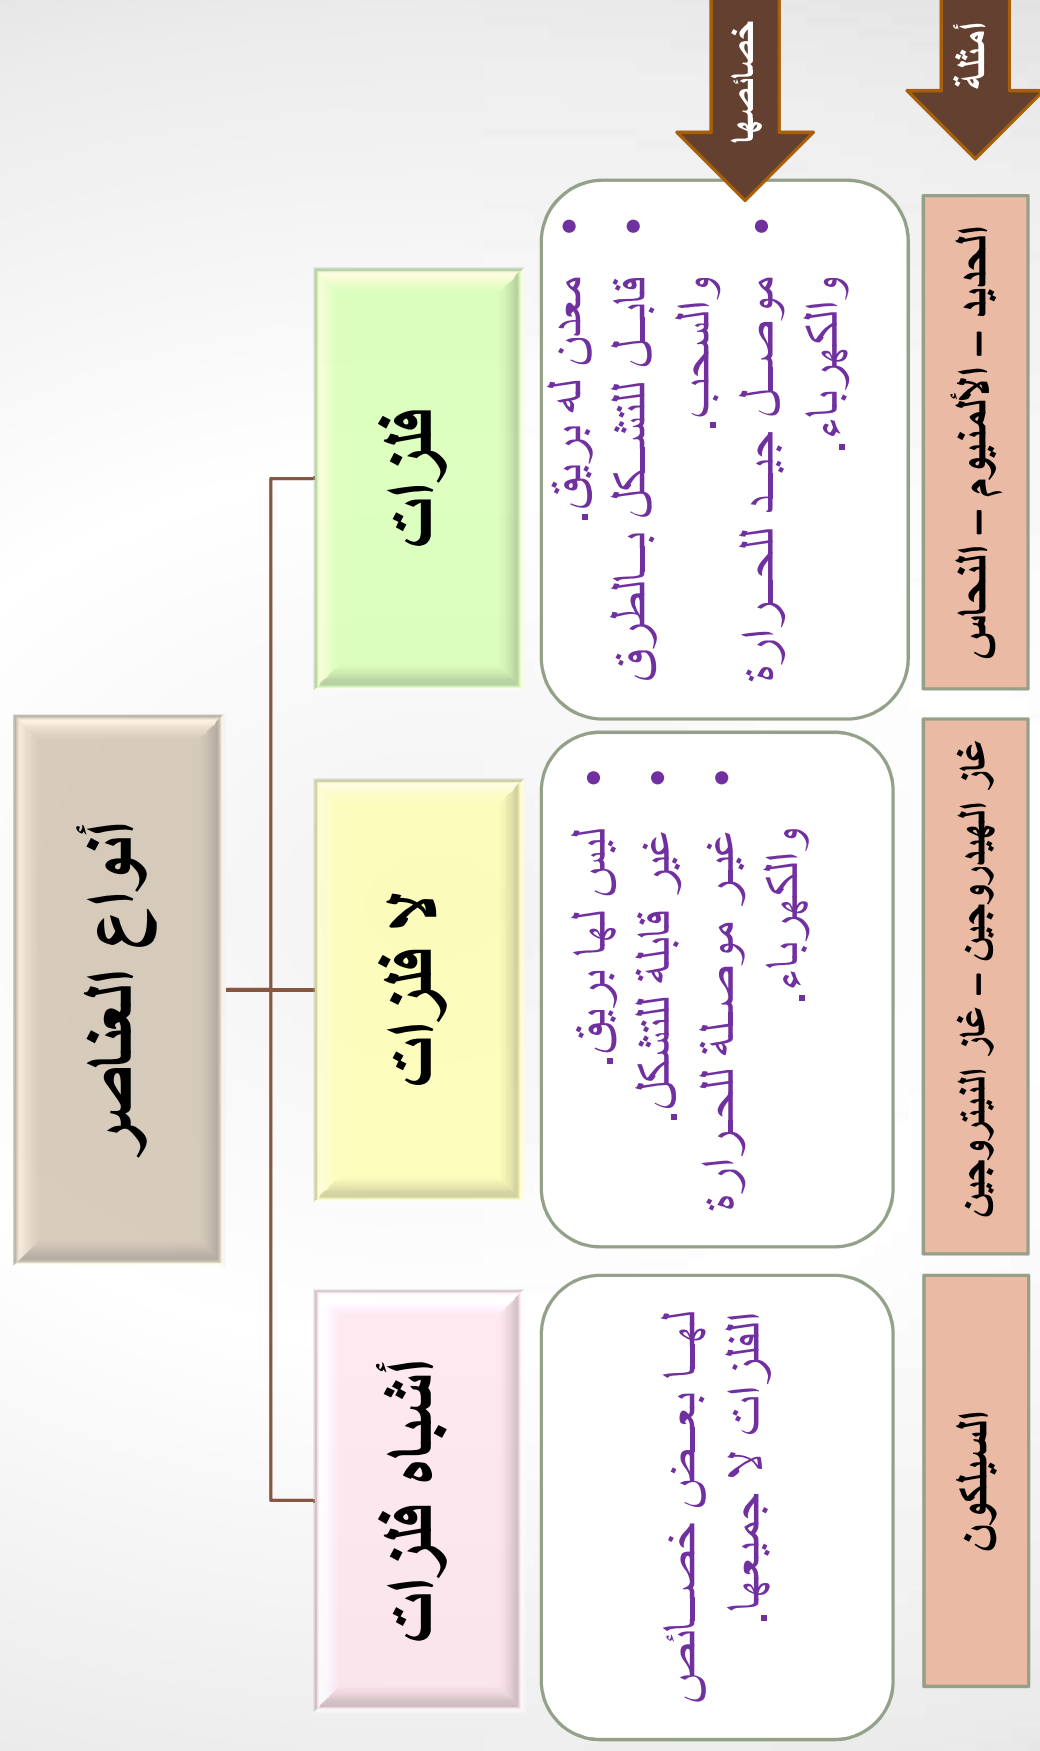 أنواع العناصر
فلزات
لا فلزات
أشباه فلزات
خصائصها
• معدن له بريق.
• قابل للتشكل بالطرق
والسحب.
• موصل جيد للحرارة
والكهرباء.
• ليس لها بريق.
• غير قابلة للتشكل.
• غير موصلة للحرارة
والكهرباء.
لها بعض خصائص
الفلزات لا جميعها.
أمثلة
الحديد – الألمنيوم – النحاس
غاز الهيدروجين – غاز النيتروجين
السيلكون